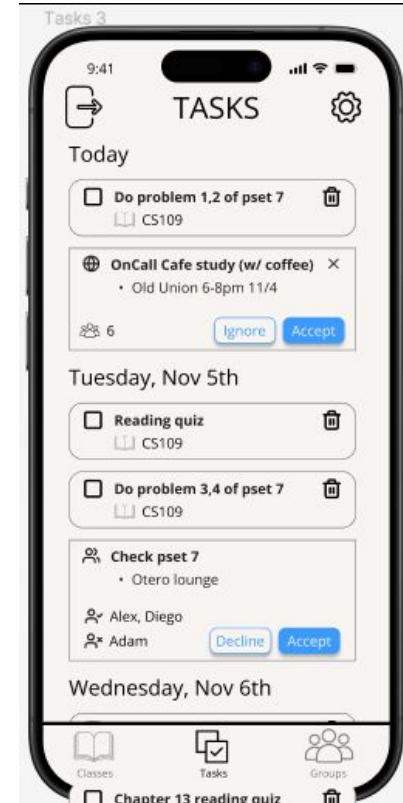 Tasks 3
9:41
TASKS
Today
Do problem 1,2 of pset 7
CS109
OnCall Cafe study (w/ coffee)
• Old Union 6-8pm 11/4
6
Ignore
Accept
Tuesday, Nov 5th
Reading quiz
CS109
Do problem 3,4 of pset 7
CS109
Check pset 7
• Otero lounge
Alex, Diego
Adam
Decline
Accept
Wednesday, Nov 6th
Classes
Tasks
Groups
Chapter 13 reading quiz